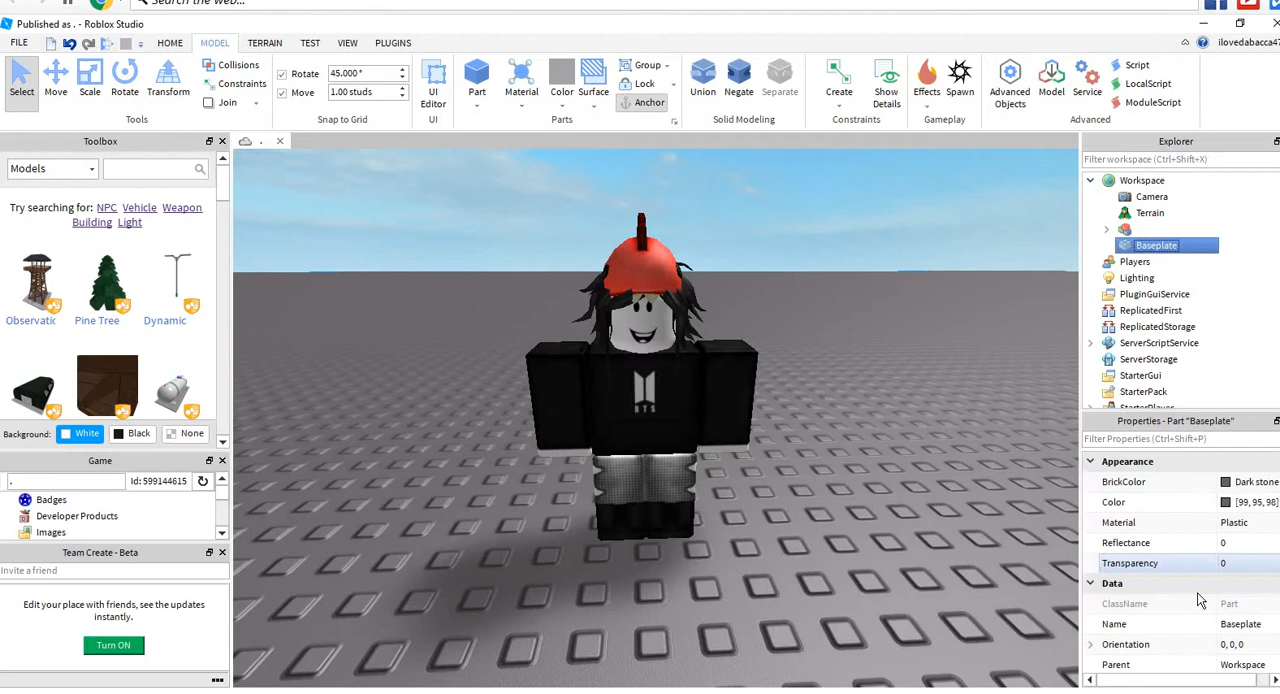 Search the web...
Published as . - Roblox Studio
FILE HOME MODEL TERRAIN TEST VIEW PLUGINS ilovedabacca47
Select Move Scale Rotate Transform
Collisions
Constraints
Join
Tools
Rotate 45.000°
Move 1.00 studs
Snap to Grid
UI Editor
UI
Part Material Color Surface
Group
Lock
Anchor
Parts
Union Negate Separate
Solid Modeling
Create Show Details
Constraints
Effects Spawn
Gameplay
Advanced Objects Model Service
Script
LocalScript
ModuleScript
Advanced
Toolbox
Models
Try searching for: NPC Vehicle Weapon
Building Light
Observatio Pine Tree Dynamic
Background: White Black None
Game
. Id: 599144615
Badges
Developer Products
Images
Team Create - Beta
Invite a friend
Edit your place with friends, see the updates
instantly.
Turn ON
.
BTS
Explorer
Filter workspace (Ctrl+Shift+X)
Workspace
Camera
Terrain
Baseplate
Players
Lighting
PluginGuiService
ReplicatedFirst
ReplicatedStorage
ServerScriptService
ServerStorage
StarterGui
StarterPack
StarterPlayer
Properties - Part "Baseplate"
Filter Properties (Ctrl+Shift+P)
Appearance
BrickColor Dark stone
Color [99, 95, 98]
Material Plastic
Reflectance 0
Transparency 0
Data
ClassName Part
Name Baseplate
Orientation 0, 0, 0
Parent Workspace